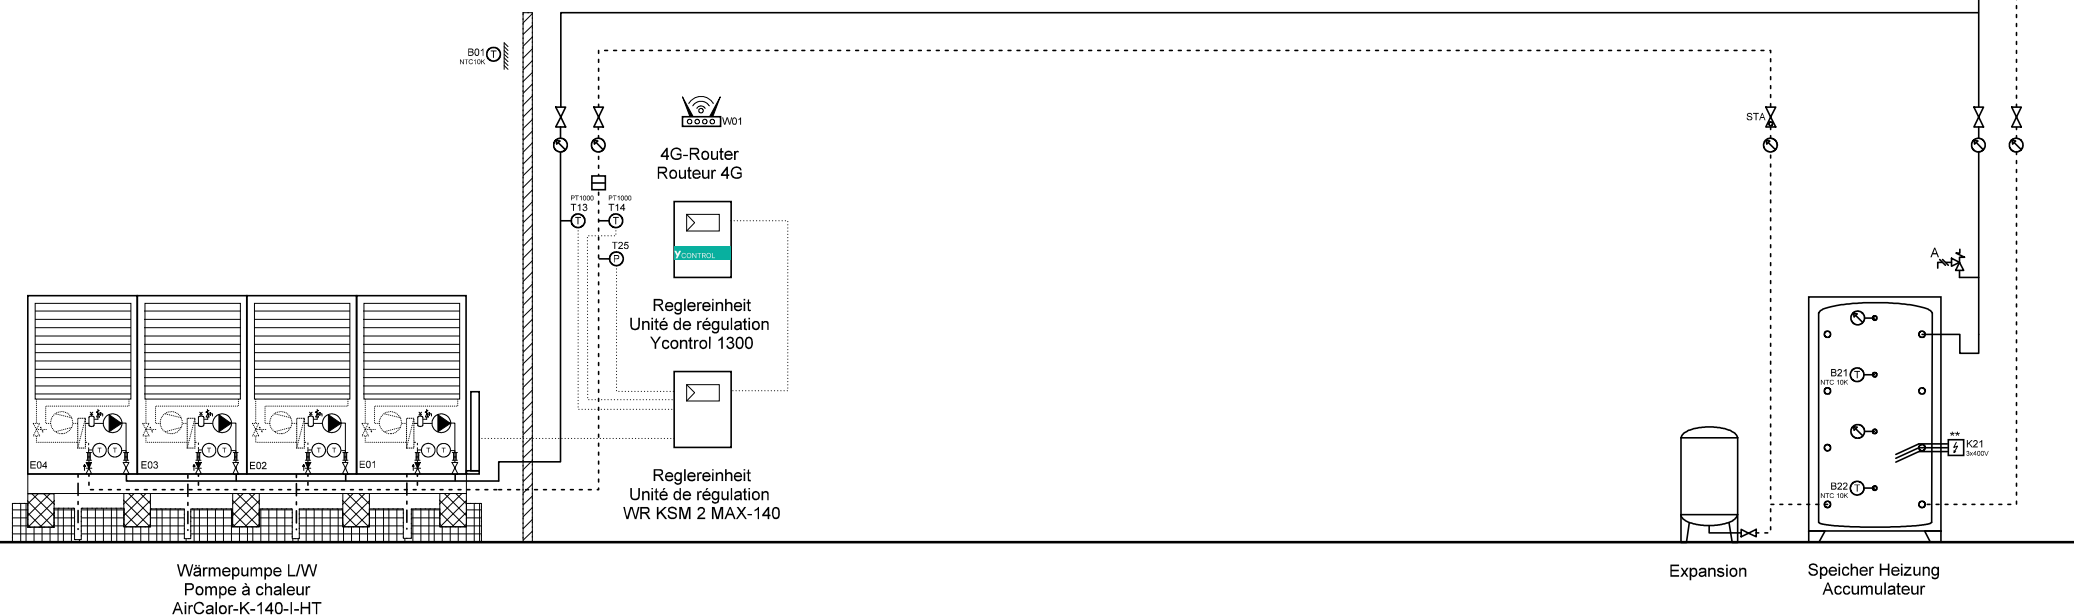 B01
NTC10K
W01
4G-Router
Routeur 4G
STA
PT1000
T13
PT1000
T14
T
T
T
T25
P
YCONTROL
A
Reglereinheit
Unité de régulation
Ycontrol 1300
B21
NTC 10K
T
**
K21
3x400V
T T
T T
T T
T T
E04
E03
E02
E01
B22
NTC 10K
T
Reglereinheit
Unité de régulation
WR KSM 2 MAX-140
Wärmepumpe L/W
Pompe à chaleur
AirCalor-K-140-I-HT
Expansion
Speicher Heizung
Accumulateur